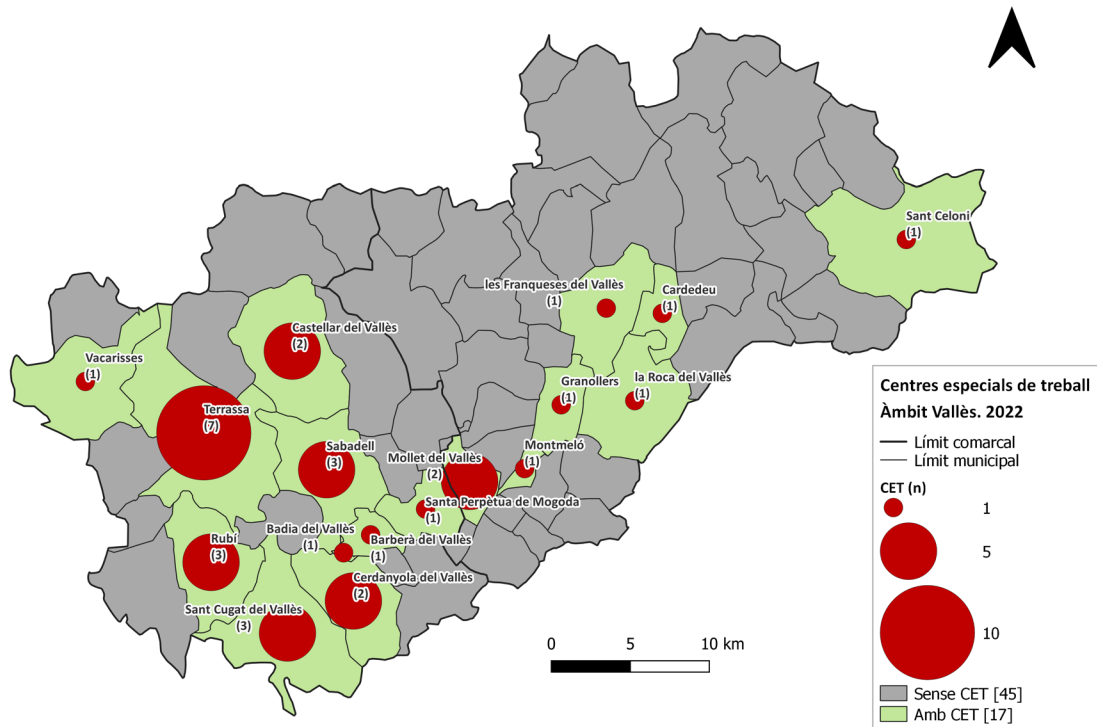 Sant Celoni
(1)
les Franqueses del Vallès
(1)
Cardedeu
(1)
Castellar del Vallès
(2)
Vacarisses
(1)
Granollers
(1)
la Roca del Vallès
(1)
Terrassa
(7)
Sabadell
(3)
Mollet del Vallès
(2)
Montmeló
(1)
Santa Perpètua de Mogoda
(1)
Badia del Vallès
(1)
Barberà del Vallès
(1)
Rubí
(3)
Cerdanyola del Vallès
(2)
Sant Cugat del Vallès
(3)
0 5 10 km
Centres especials de treball
Àmbit Vallès. 2022
Límit comarcal
Límit municipal
CET (n)
1
5
10
Sense CET [45]
Amb CET [17]